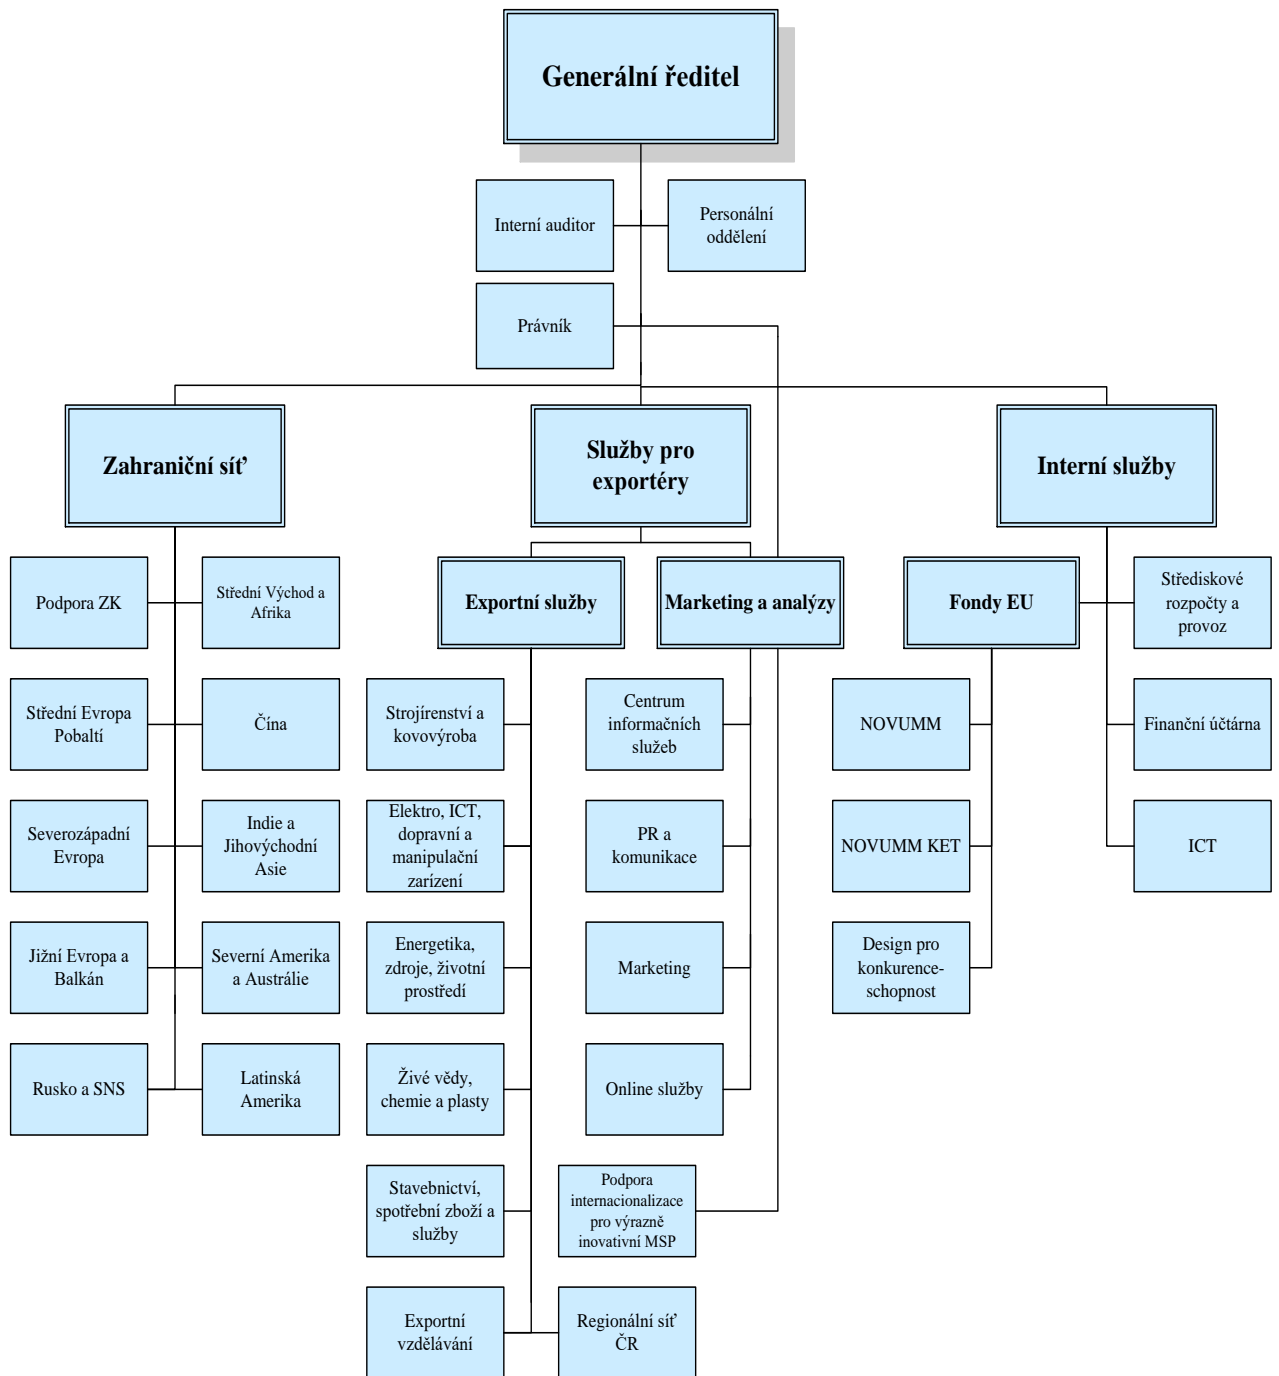 Generální ředitel
Interní auditor
Personální
oddělení
Právník
Zahraniční síť
Služby pro
exportéry
Interní služby
Podpora ZK
Střední Východ a
Afrika
Exportní služby
Marketing a analýzy
Fondy EU
Střediskové
rozpočty a
provoz
Střední Evropa
Pobaltí
Čína
Strojírenství a
kovovýroba
Centrum
informačních
služeb
NOVUMM
Finanční účtárna
Severozápadní
Evropa
Indie a
Jihovýchodní
Asie
Elektro, ICT,
dopravní a
manipulační
zarízení
PR a
komunikace
NOVUMM KET
ICT
Jižní Evropa a
Balkán
Severní Amerika
a Austrálie
Energetika,
zdroje, životní
prostředí
Marketing
Design pro
konkurence-
schopnost
Rusko a SNS
Latinská
Amerika
Živé vědy,
chemie a plasty
Online služby
Stavebnictví,
spotřební zboží a
služby
Podpora
internacionalizace
pro výrazně
inovativní MSP
Exportní
vzdělávání
Regionální síť
ČR